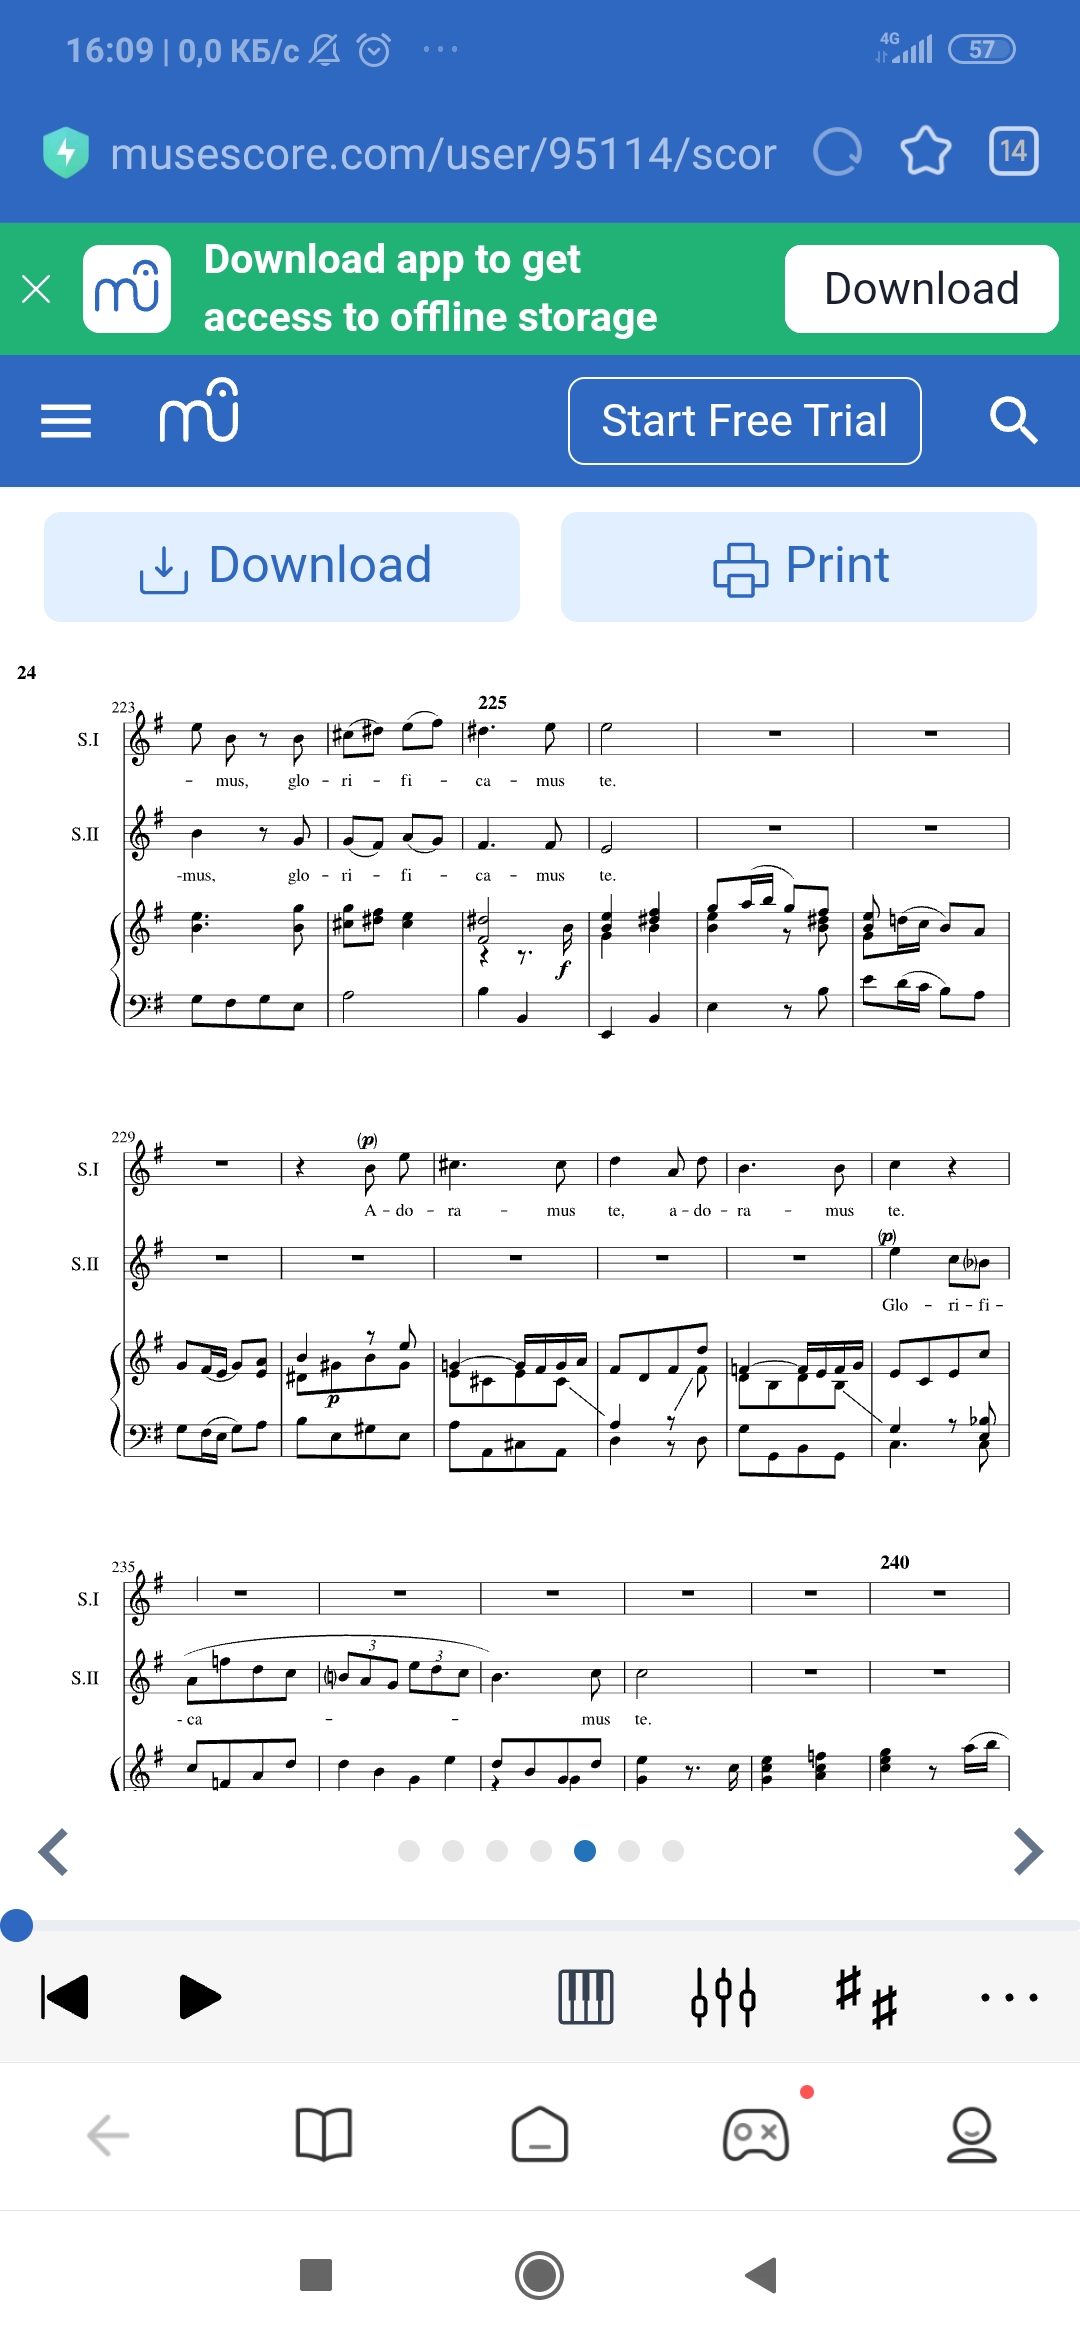 16:09 | 0,0 КБ/с
4G
57
musescore.com/user/95114/scor
14
Download app to get
access to offline storage
Download
Start Free Trial
Download
Print
24
223
225
S.I
- mus, glo - ri - fi - ca - mus te.
S.II
-mus, glo - ri - fi - ca - mus te.
f
229
(p)
S.I
A - do - ra - mus te, a - do - ra - mus te.
(p)
S.II
Glo - ri - fi -
p
235
240
S.I
3 3
S.II
- ca - - mus te.